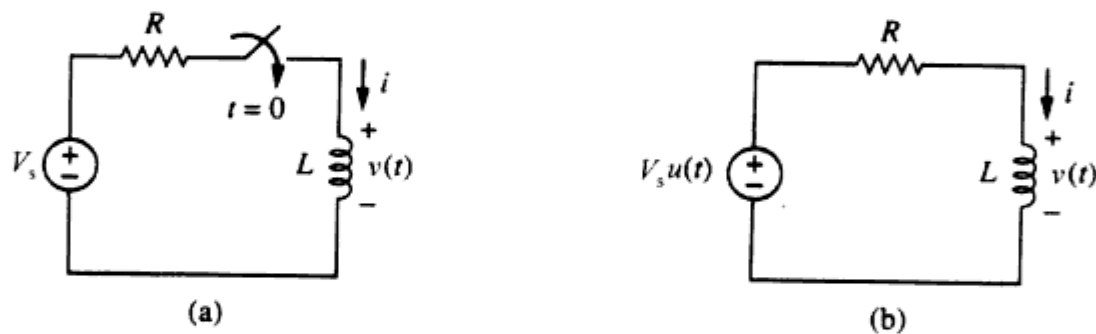 R
t = 0
i
V_s
+
−
L
+
v(t)
−
(a)
R
i
V_s u(t)
+
−
L
+
v(t)
−
(b)